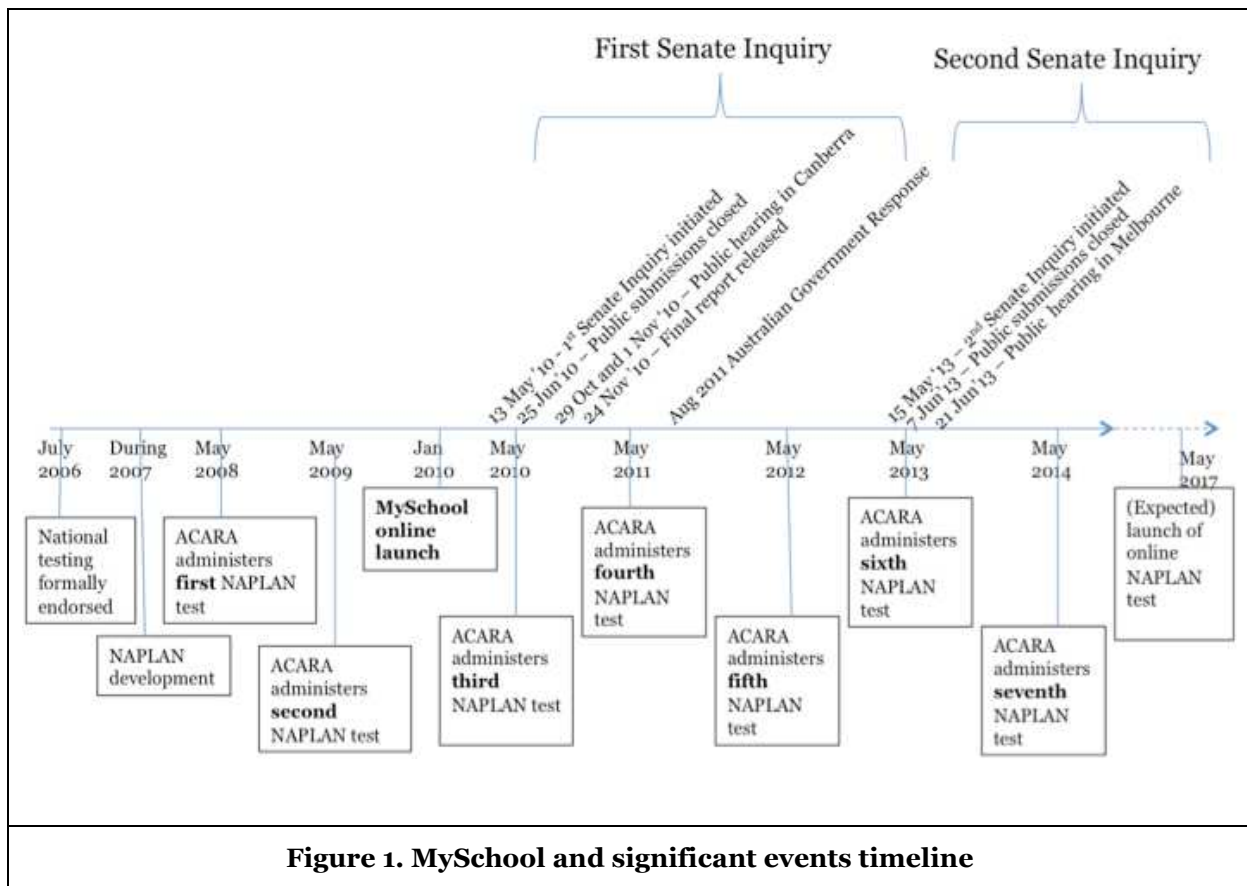 First Senate Inquiry
Second Senate Inquiry
13 May '10 - 1st Senate Inquiry initiated
25 Jun'10 – Public submissions closed
29 Oct and 1 Nov '10 – Public hearing in Canberra
24 Nov '10 – Final report released
Aug 2011 Australian Government Response
15 May '13 – 2nd Senate Inquiry initiated
7 Jun'13 – Public submissions closed
21 Jun'13 – Public hearing in Melbourne
July
2006
During
2007
May
2008
May
2009
Jan
2010
May
2010
May
2011
May
2012
May
2013
May
2014
May
2017
National
testing
formally
endorsed
NAPLAN
development
ACARA
administers
first NAPLAN
test
ACARA
administers
second
NAPLAN test
MySchool
online
launch
ACARA
administers
third
NAPLAN test
ACARA
administers
fourth
NAPLAN
test
ACARA
administers
fifth
NAPLAN
test
ACARA
administers
sixth
NAPLAN
test
ACARA
administers
seventh
NAPLAN
test
(Expected)
launch of
online
NAPLAN
test
Figure 1. MySchool and significant events timeline